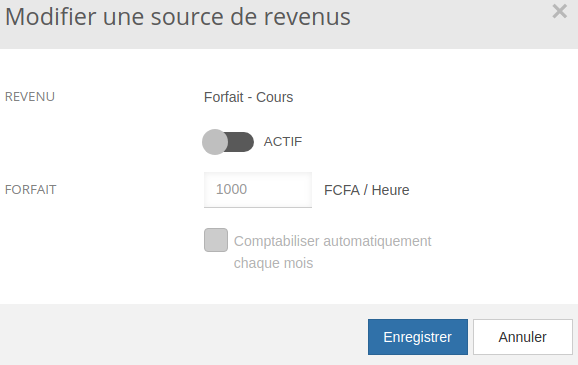 Modifier une source de revenus
×
REVENU
Forfait - Cours
ACTIF
FORFAIT
1000
FCFA / Heure
Comptabiliser automatiquement
chaque mois
Enregistrer
Annuler